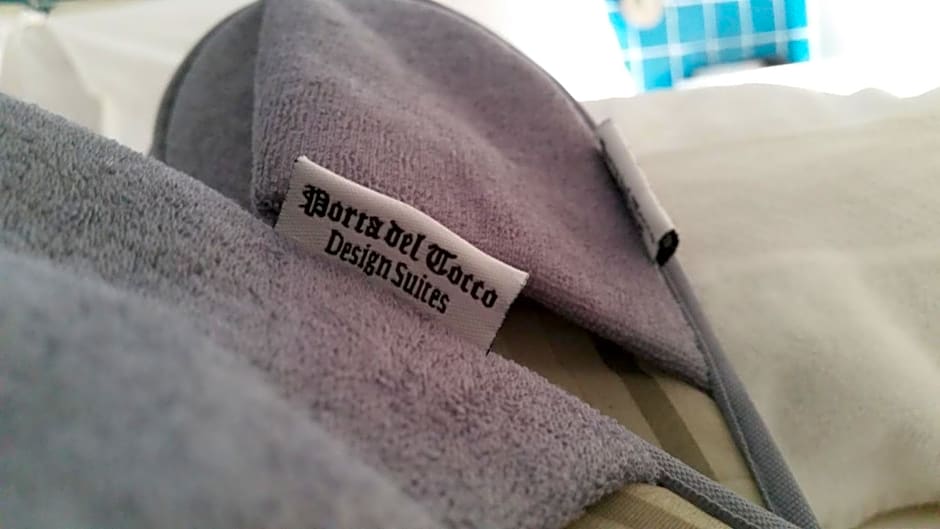 Porta del Tocco
Design Suites